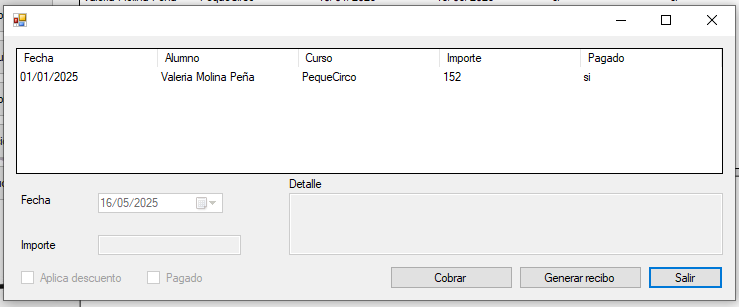 Fecha Alumno Curso Importe Pagado
01/01/2025 Valeria Molina Peña PequeCirco 152 si
Detalle
Fecha 16/05/2025
Importe
Aplica descuento Pagado Cobrar Generar recibo Salir